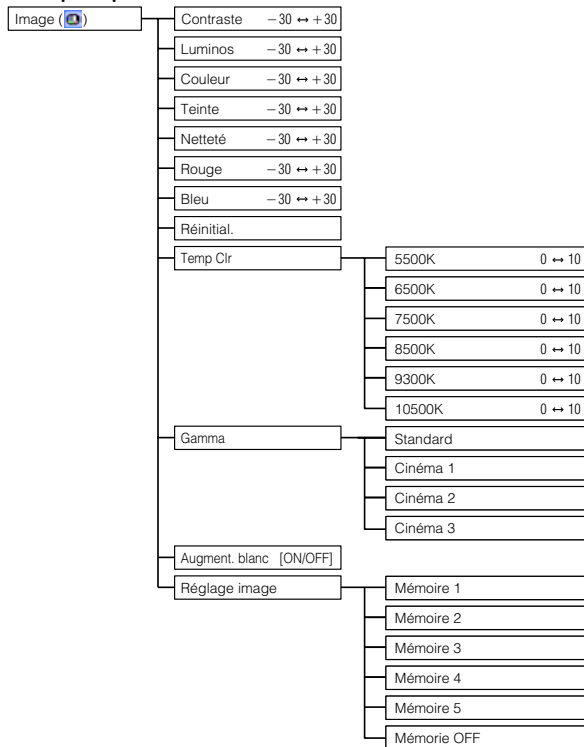 Image ( )
Contraste −30 ↔ +30
Luminos −30 ↔ +30
Couleur −30 ↔ +30
Teinte −30 ↔ +30
Netteté −30 ↔ +30
Rouge −30 ↔ +30
Bleu −30 ↔ +30
Réinitial.
Temp Clr
5500K 0 ↔ 10
6500K 0 ↔ 10
7500K 0 ↔ 10
8500K 0 ↔ 10
9300K 0 ↔ 10
10500K 0 ↔ 10
Gamma
Standard
Cinéma 1
Cinéma 2
Cinéma 3
Augment. blanc [ON/OFF]
Réglage image
Mémoire 1
Mémoire 2
Mémoire 3
Mémoire 4
Mémoire 5
Mémorie OFF